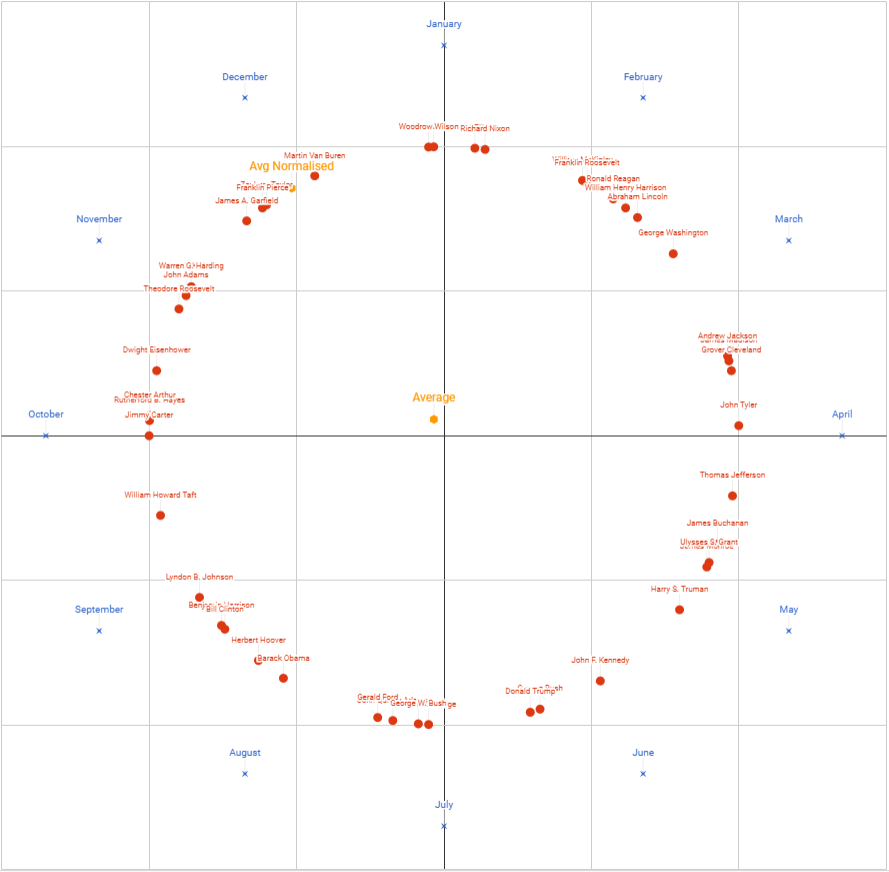 January
December
February
Woodrow Wilson
Richard Nixon
Martin Van Buren
Avg Normalised
Franklin Roosevelt
Franklin Pierce
Ronald Reagan
William Henry Harrison
James A. Garfield
Abraham Lincoln
November
March
George Washington
Warren G. Harding
John Adams
Theodore Roosevelt
Andrew Jackson
Dwight Eisenhower
Grover Cleveland
Chester Arthur
Rutherford B. Hayes
Average
John Tyler
October
Jimmy Carter
April
Thomas Jefferson
William Howard Taft
James Buchanan
Ulysses S. Grant
Lyndon B. Johnson
Harry S. Truman
September
Bill Clinton
May
Herbert Hoover
Barack Obama
John F. Kennedy
Donald Trump
Gerald Ford
George W. Bush
August
June
July